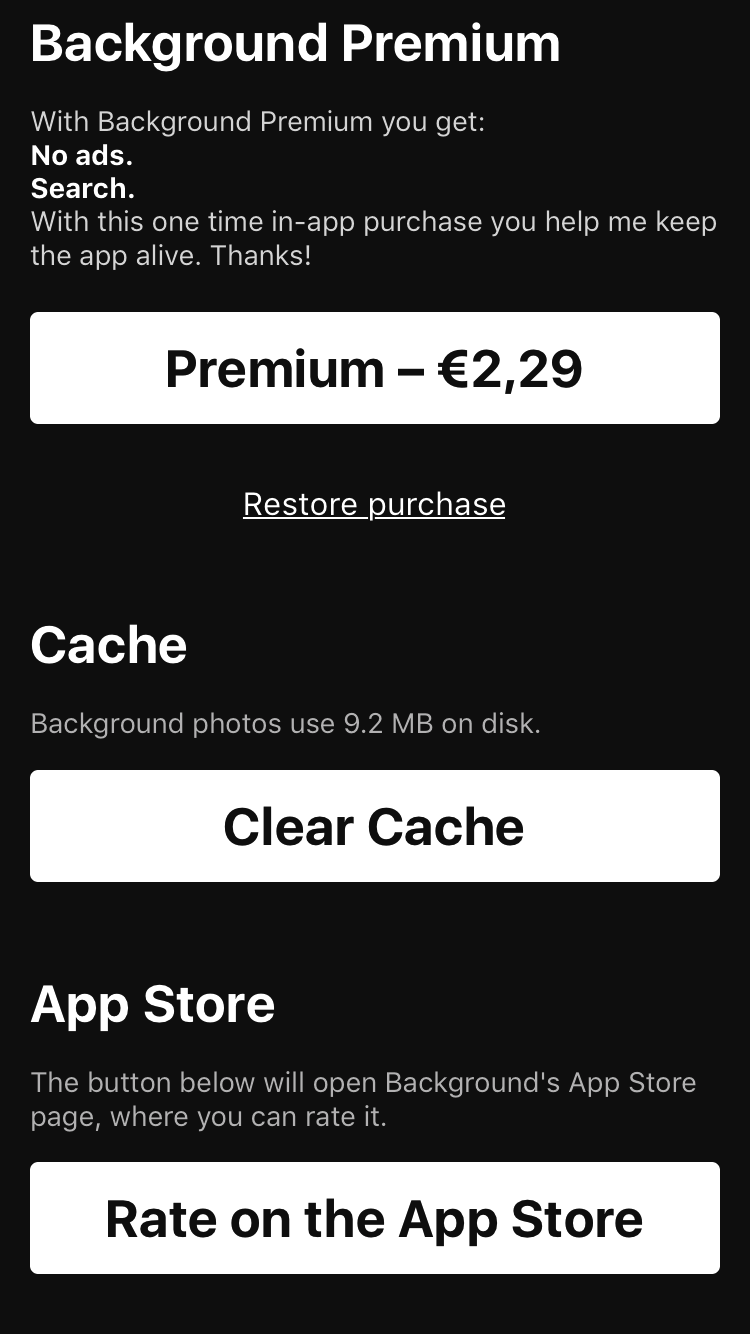 Background Premium
With Background Premium you get:
No ads.
Search.
With this one time in-app purchase you help me keep
the app alive. Thanks!
Premium – €2,29
Restore purchase
Cache
Background photos use 9.2 MB on disk.
Clear Cache
App Store
The button below will open Background's App Store
page, where you can rate it.
Rate on the App Store